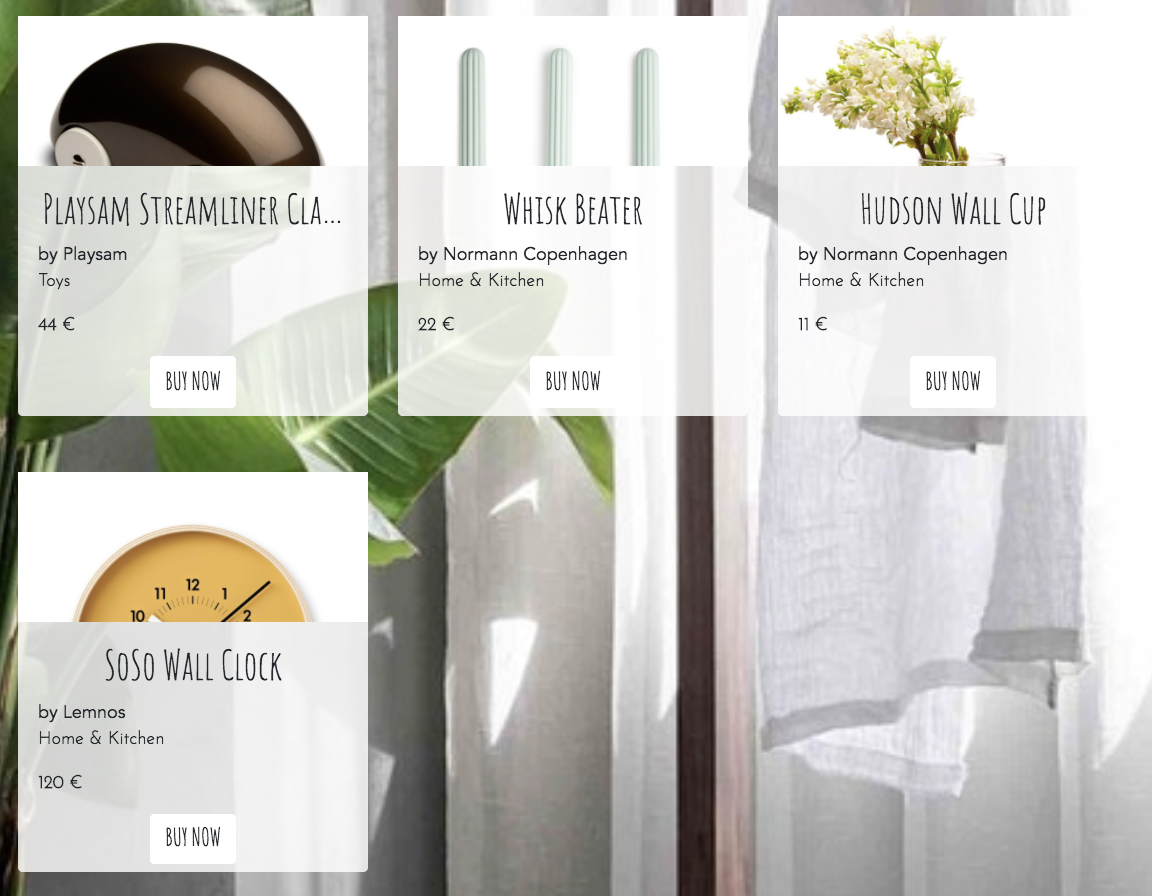 Playsam Streamliner Cla...
by Playsam
Toys
44 €
BUY NOW
Whisk Beater
by Normann Copenhagen
Home & Kitchen
22 €
BUY NOW
Hudson Wall Cup
by Normann Copenhagen
Home & Kitchen
11 €
BUY NOW
10 11 12 1 2
SoSo Wall Clock
by Lemnos
Home & Kitchen
120 €
BUY NOW